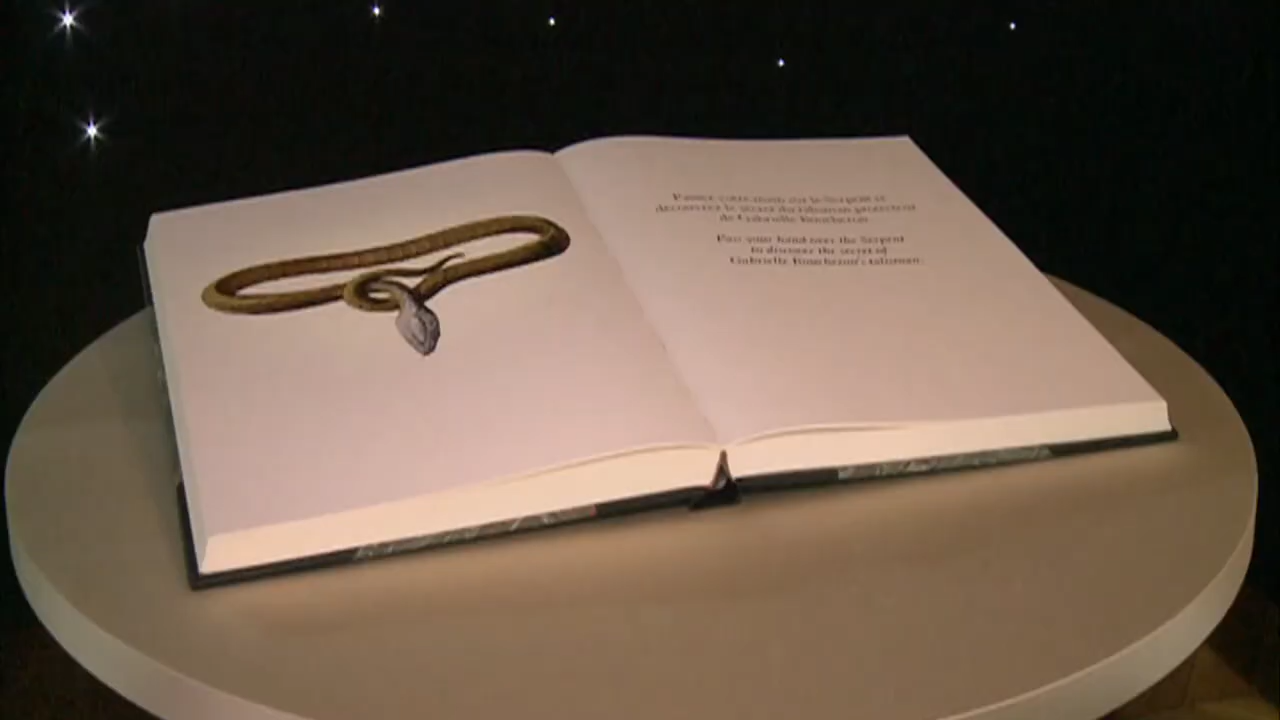 Passez votre main sur le Serpent et
découvrez le secret du talisman protecteur
de Gabrielle Boucheron
Pass your hand over the Serpent
to discover the secret of
Gabrielle Boucheron's talisman.